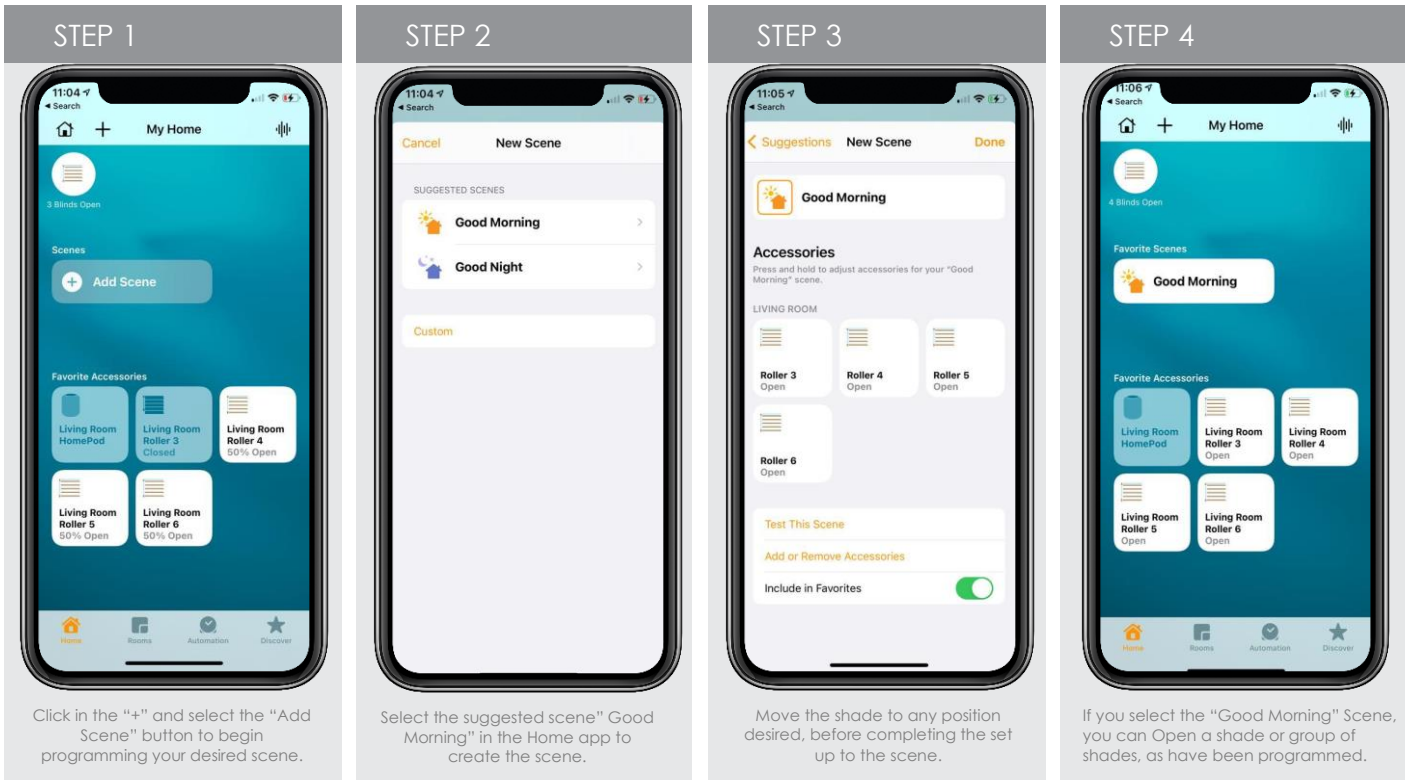 STEP 1
11:04
Search
My Home
3 Blinds Open
Scenes
Add Scene
Favorite Accessories
Living Room
HomePod
Living Room
Roller 3
Closed
Living Room
Roller 4
50% Open
Living Room
Roller 5
50% Open
Living Room
Roller 6
50% Open
Home
Rooms
Automation
Discover
Click in the “+” and select the “Add
Scene” button to begin
programming your desired scene.
STEP 2
11:04
Search
Cancel
New Scene
SUGGESTED SCENES
Good Morning
Good Night
Custom
Select the suggested scene” Good
Morning” in the Home app to
create the scene.
STEP 3
11:05
Search
Suggestions
New Scene
Done
Good Morning
Accessories
Press and hold to adjust accessories for your "Good
Morning" scene.
LIVING ROOM
Roller 3
Open
Roller 4
Open
Roller 5
Open
Roller 6
Open
Test This Scene
Add or Remove Accessories
Include in Favorites
Move the shade to any position
desired, before completing the set
up to the scene.
STEP 4
11:06
Search
My Home
4 Blinds Open
Favorite Scenes
Good Morning
Favorite Accessories
Living Room
HomePod
Living Room
Roller 3
Open
Living Room
Roller 4
Open
Living Room
Roller 5
Open
Living Room
Roller 6
Open
Home
Rooms
Automation
Discover
If you select the “Good Morning” Scene,
you can Open a shade or group of
shades, as have been programmed.